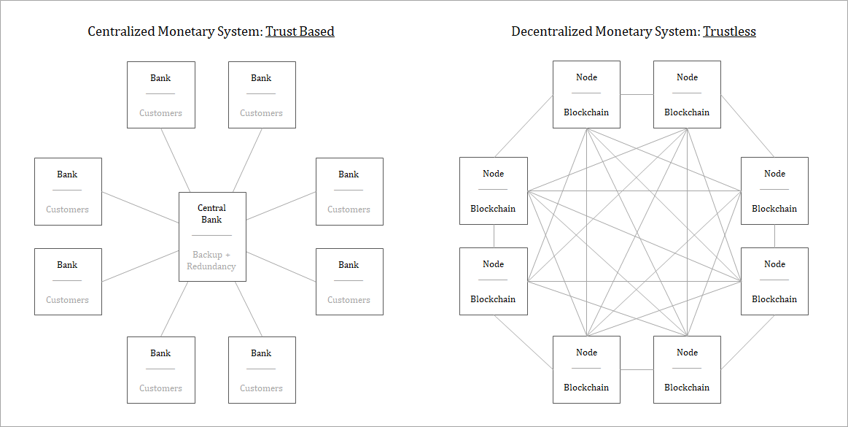 Centralized Monetary System: Trust Based
Bank
Customers
Bank
Customers
Bank
Customers
Bank
Customers
Central
Bank
Backup +
Redundancy
Bank
Customers
Bank
Customers
Bank
Customers
Bank
Customers
Decentralized Monetary System: Trustless
Node
Blockchain
Node
Blockchain
Node
Blockchain
Node
Blockchain
Node
Blockchain
Node
Blockchain
Node
Blockchain
Node
Blockchain